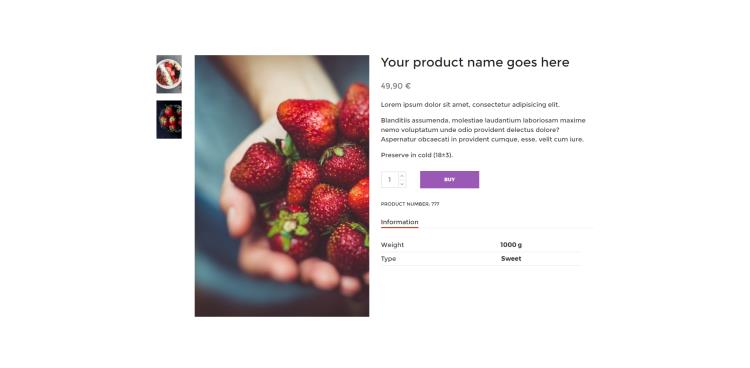 Your product name goes here
49,90 €
Lorem ipsum dolor sit amet, consectetur adipisicing elit.
Blanditiis assumenda, molestiae laudantium laboriosam maxime
nemo voluptatum unde odio provident delectus dolore?
Aspernatur obcaecati in provident cumque, esse, velit cum iure.
Preserve in cold (18±3).
1 BUY
PRODUCT NUMBER: 777
Information
Weight 1000 g
Type Sweet